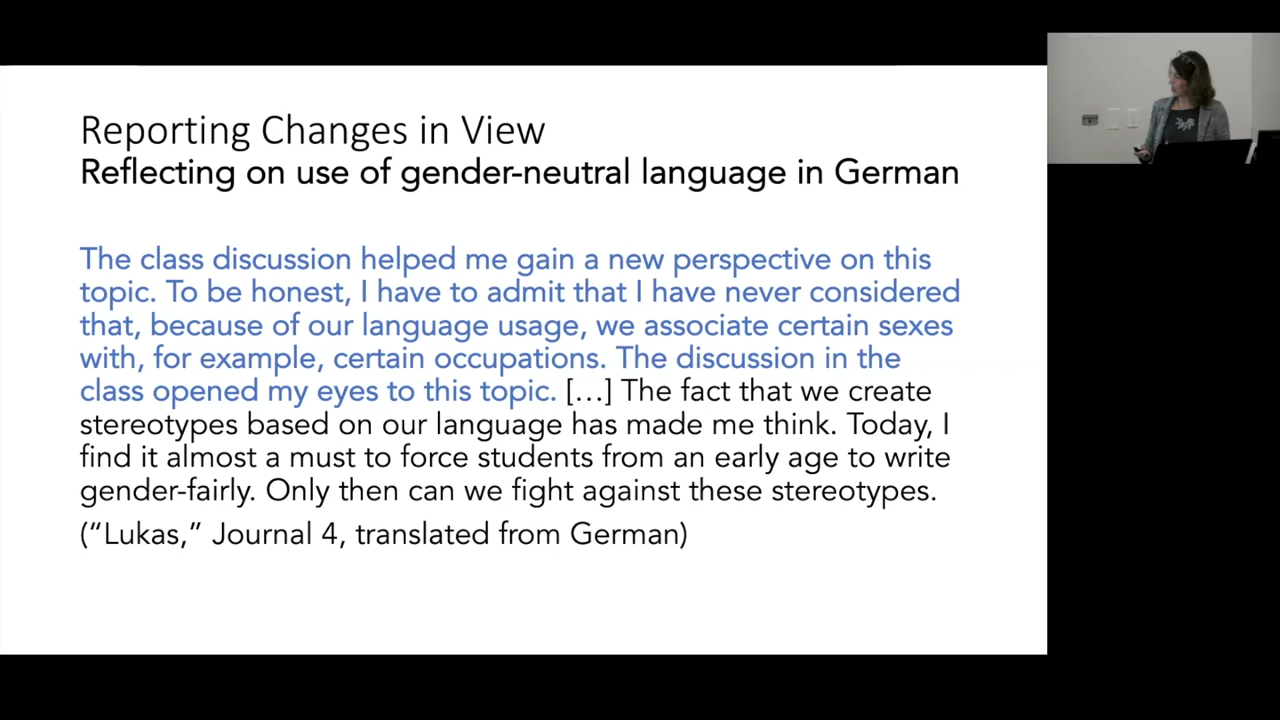 Reporting Changes in View
Reflecting on use of gender-neutral language in German
The class discussion helped me gain a new perspective on this
topic. To be honest, I have to admit that I have never considered
that, because of our language usage, we associate certain sexes
with, for example, certain occupations. The discussion in the
class opened my eyes to this topic. […] The fact that we create
stereotypes based on our language has made me think. Today, I
find it almost a must to force students from an early age to write
gender-fairly. Only then can we fight against these stereotypes.
(“Lukas,” Journal 4, translated from German)